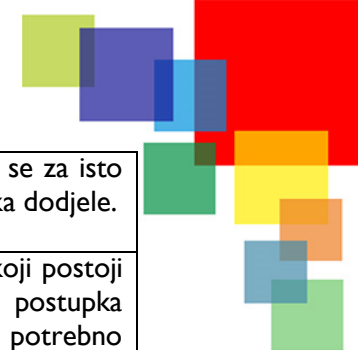 se za isto
ka dodjele.
koji postoji
postupka
potrebno